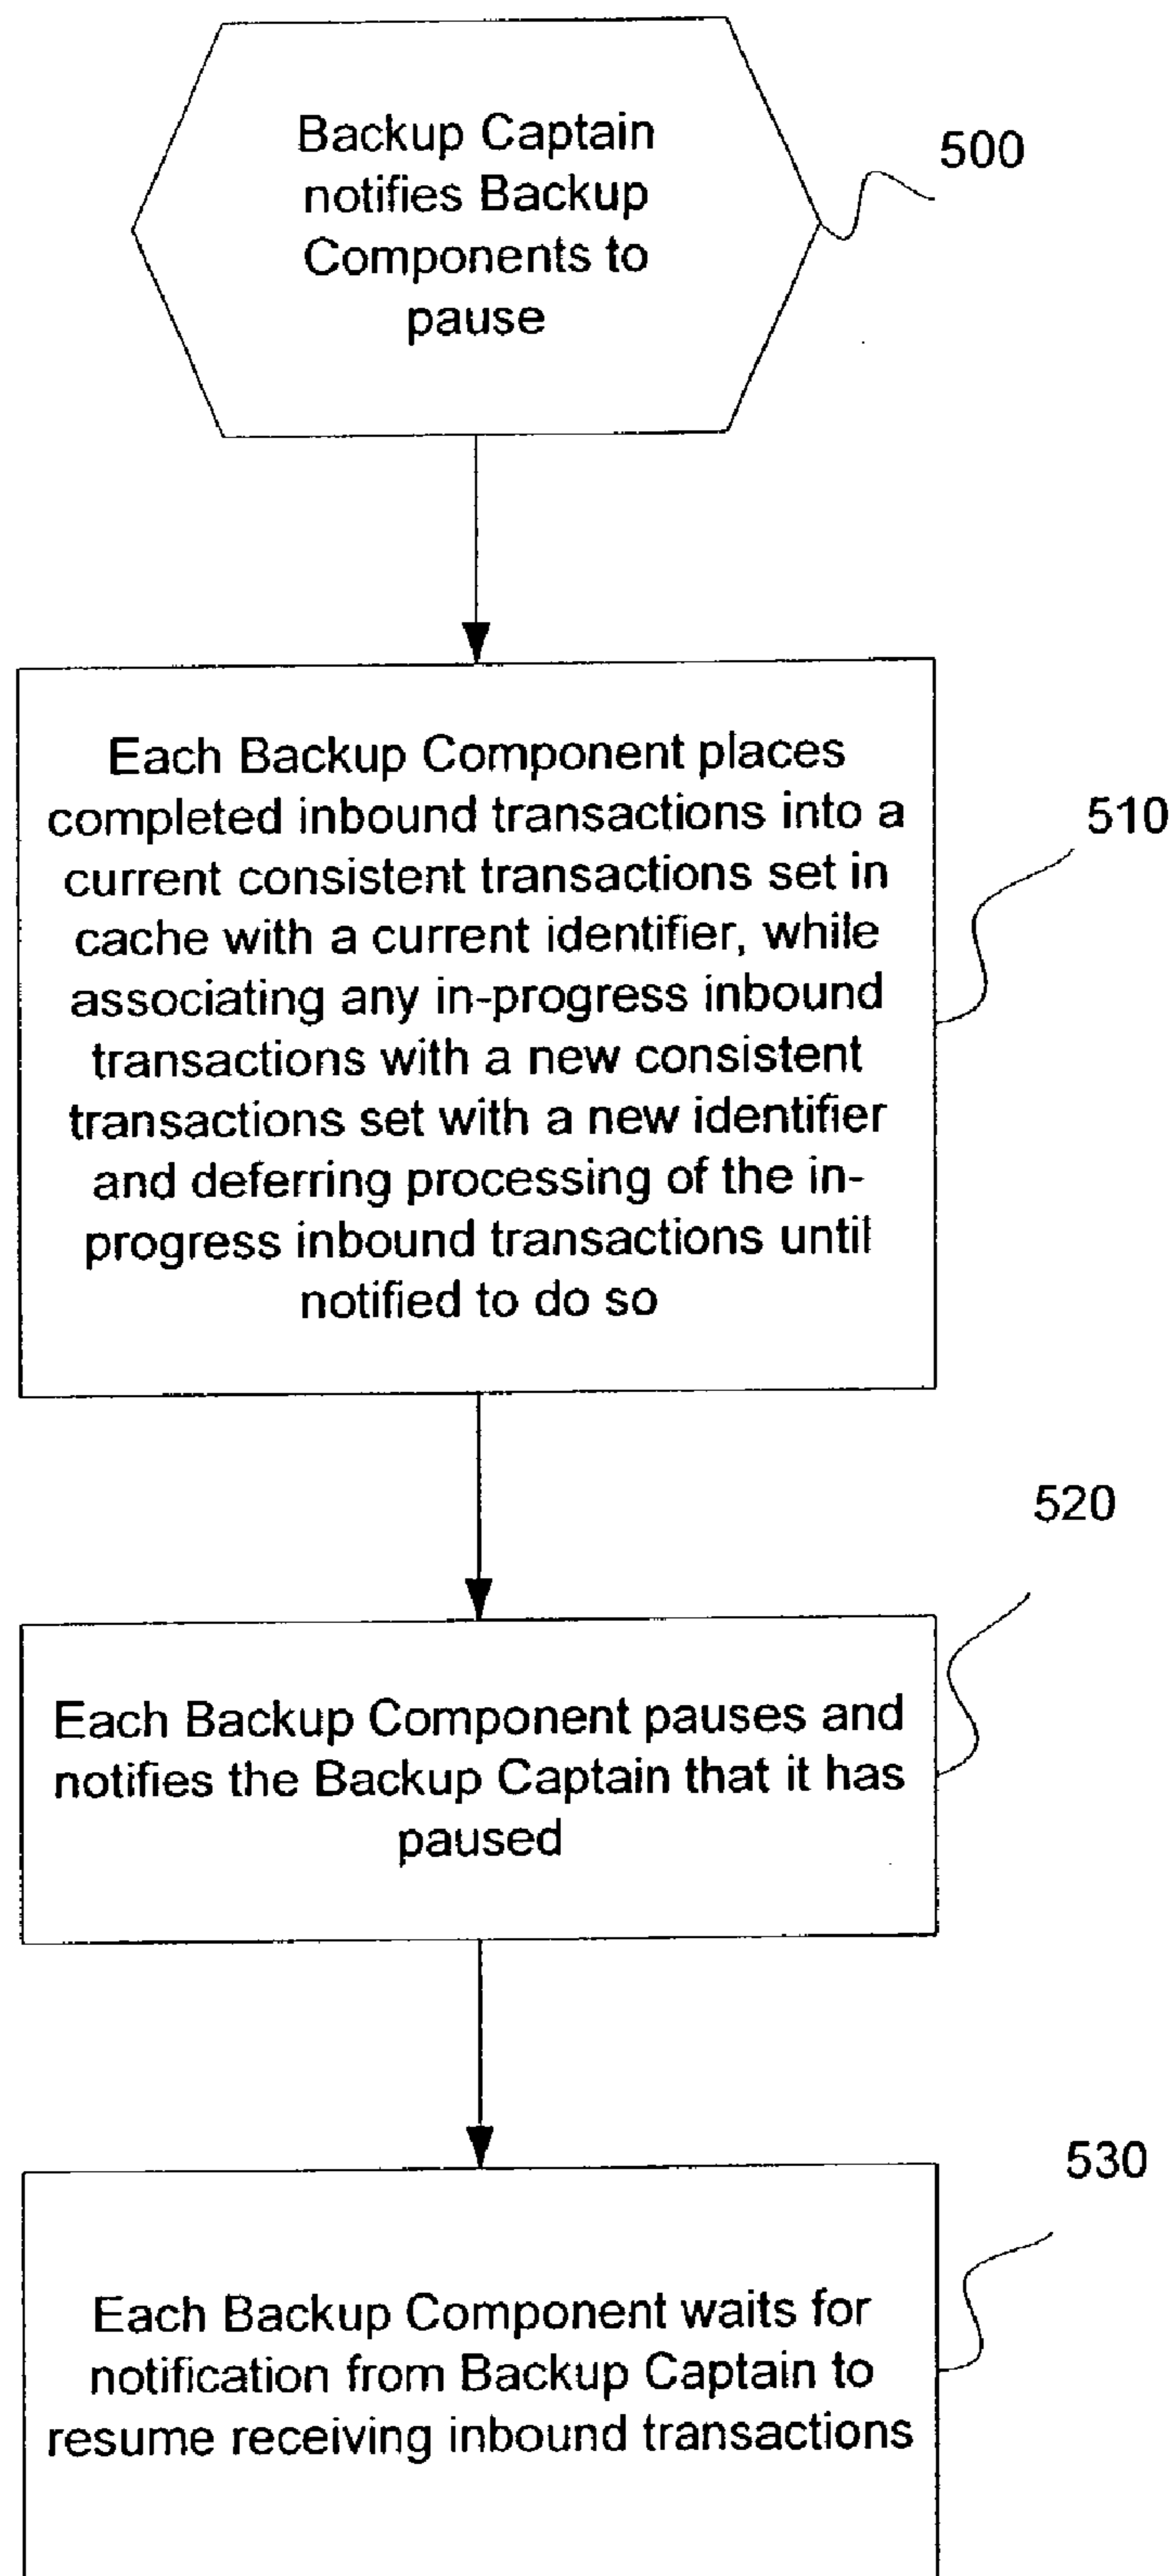 Backup Captain
notifies Backup
Components to
pause
500
Each Backup Component places
completed inbound transactions into a
current consistent transactions set in
cache with a current identifier, while
associating any in-progress inbound
transactions with a new consistent
transactions set with a new identifier
and deferring processing of the in-
progress inbound transactions until
notified to do so
510
Each Backup Component pauses and
notifies the Backup Captain that it has
paused
520
Each Backup Component waits for
notification from Backup Captain to
resume receiving inbound transactions
530